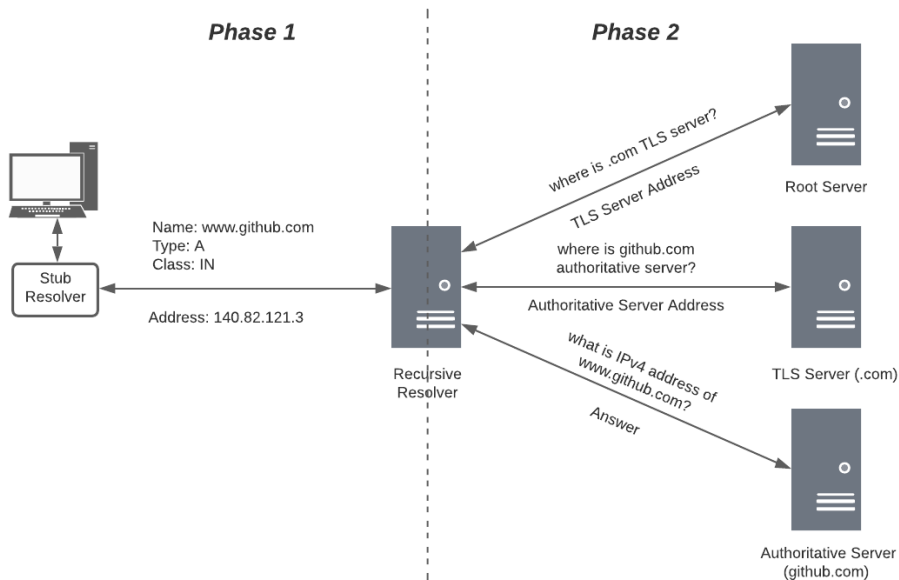 Phase 1
Phase 2
where is .com TLS server?
TLS Server Address
Root Server
Name: www.github.com
Type: A
Class: IN
Stub
Resolver
Address: 140.82.121.3
where is github.com
authoritative server?
Authoritative Server Address
Recursive
Resolver
TLS Server (.com)
what is IPv4 address of
www.github.com?
Answer
Authoritative Server
(github.com)